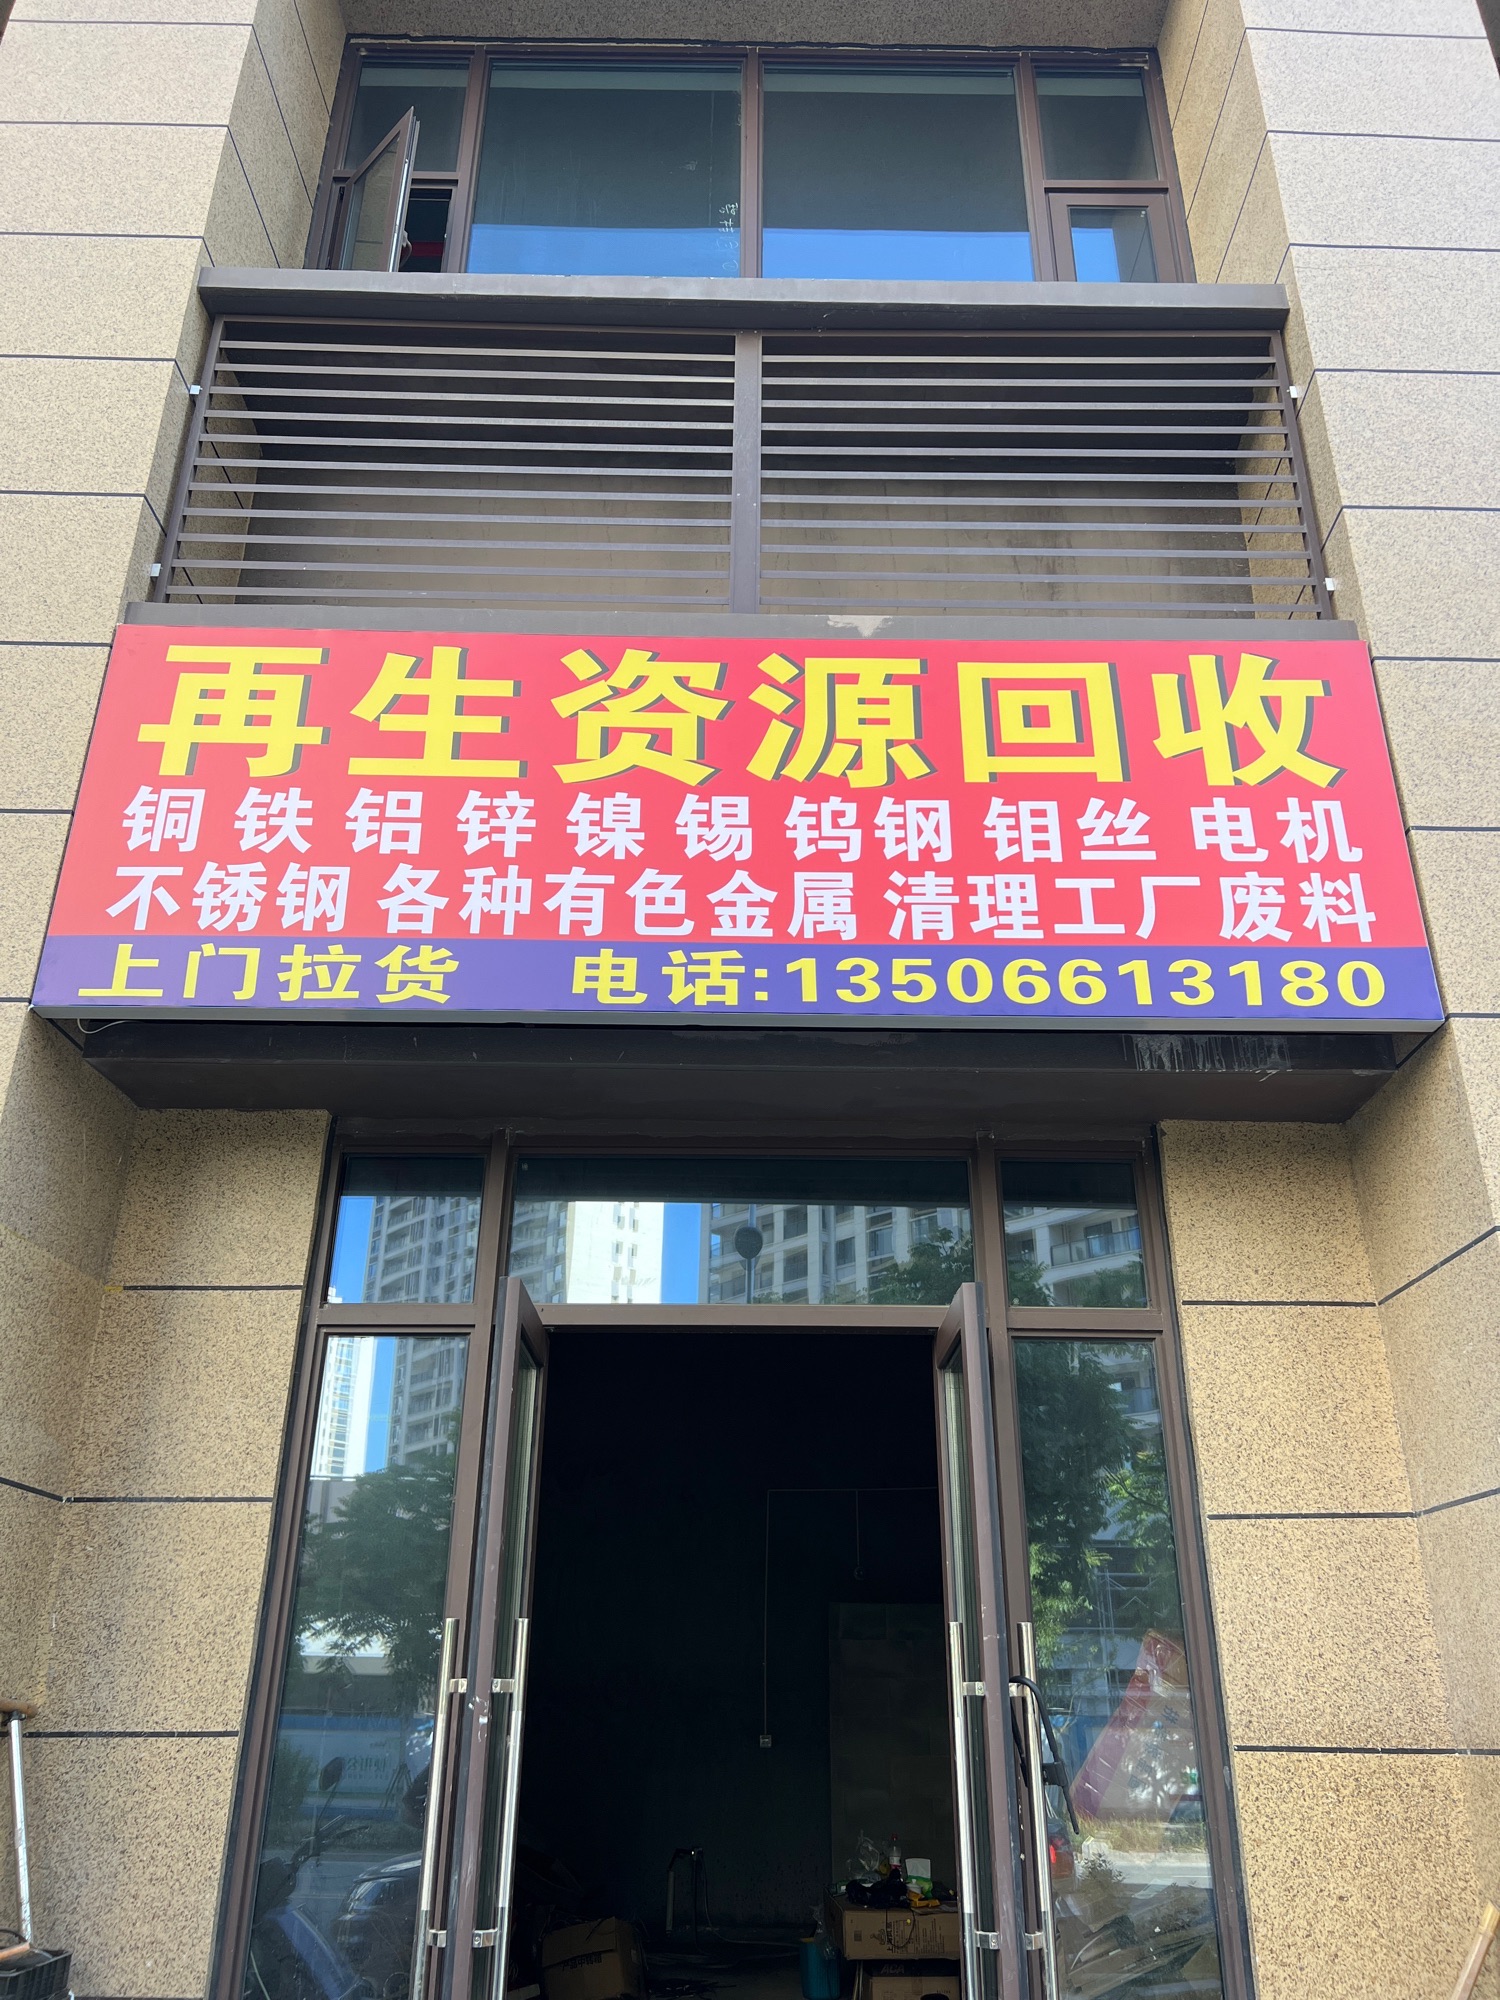 再生资源回收
铜 铁 铝 锌 镍 锡 钨钢 钼丝 电机
不锈钢 各种有色金属 清理工厂废料
上门拉货 电话:13506613180